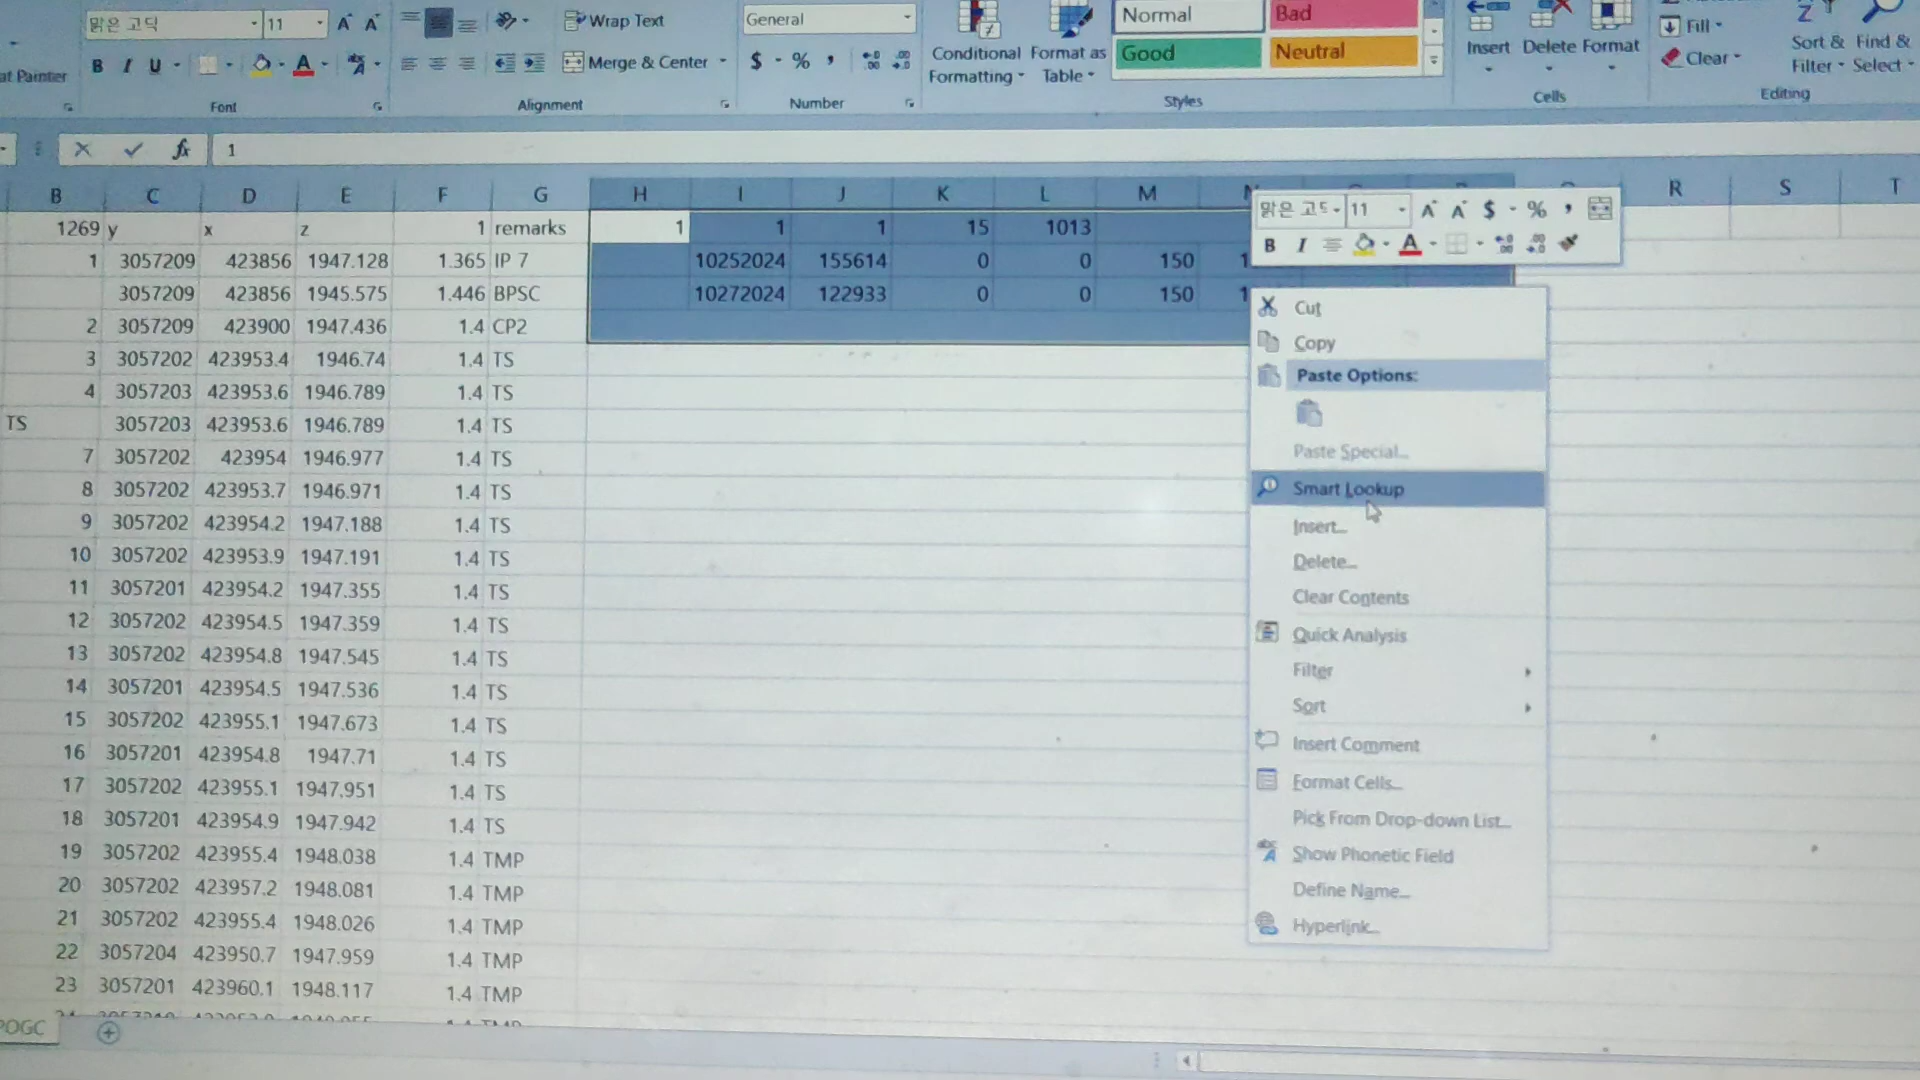 맑은 고딕 11 A A Wrap Text General Normal Bad
Insert Delete Format Fill
B I U A Merge & Center $ % , Conditional Formatting Format as Table Good Neutral Clear Sort & Filter Find & Select
at Painter
Font Alignment Number Styles Cells Editing
fx 1
B C D E F G H I J K L M R S T
1269 y x z 1 remarks 1 1 1 15 1013
1 3057209 423856 1947.128 1.365 IP 7 10252024 155614 0 0 150
3057209 423856 1945.575 1.446 BPSC 10272024 122933 0 0 150
2 3057209 423900 1947.436 1.4 CP2
3 3057202 423953.4 1946.74 1.4 TS
4 3057203 423953.6 1946.789 1.4 TS
TS 3057203 423953.6 1946.789 1.4 TS
7 3057202 423954 1946.977 1.4 TS
8 3057202 423953.7 1946.971 1.4 TS
9 3057202 423954.2 1947.188 1.4 TS
10 3057202 423953.9 1947.191 1.4 TS
11 3057201 423954.2 1947.355 1.4 TS
12 3057202 423954.5 1947.359 1.4 TS
13 3057202 423954.8 1947.545 1.4 TS
14 3057201 423954.5 1947.536 1.4 TS
15 3057202 423955.1 1947.673 1.4 TS
16 3057201 423954.8 1947.71 1.4 TS
17 3057202 423955.1 1947.951 1.4 TS
18 3057201 423954.9 1947.942 1.4 TS
19 3057202 423955.4 1948.038 1.4 TMP
20 3057202 423957.2 1948.081 1.4 TMP
21 3057202 423955.4 1948.026 1.4 TMP
22 3057204 423950.7 1947.959 1.4 TMP
23 3057201 423960.1 1948.117 1.4 TMP
OGC
맑은 고딕 11 A A $ % ,
B I A
Cut
Copy
Paste Options:
Paste Special...
Smart Lookup
Insert...
Delete...
Clear Contents
Quick Analysis
Filter
Sort
Insert Comment
Format Cells...
Pick From Drop-down List...
Show Phonetic Field
Define Name...
Hyperlink...